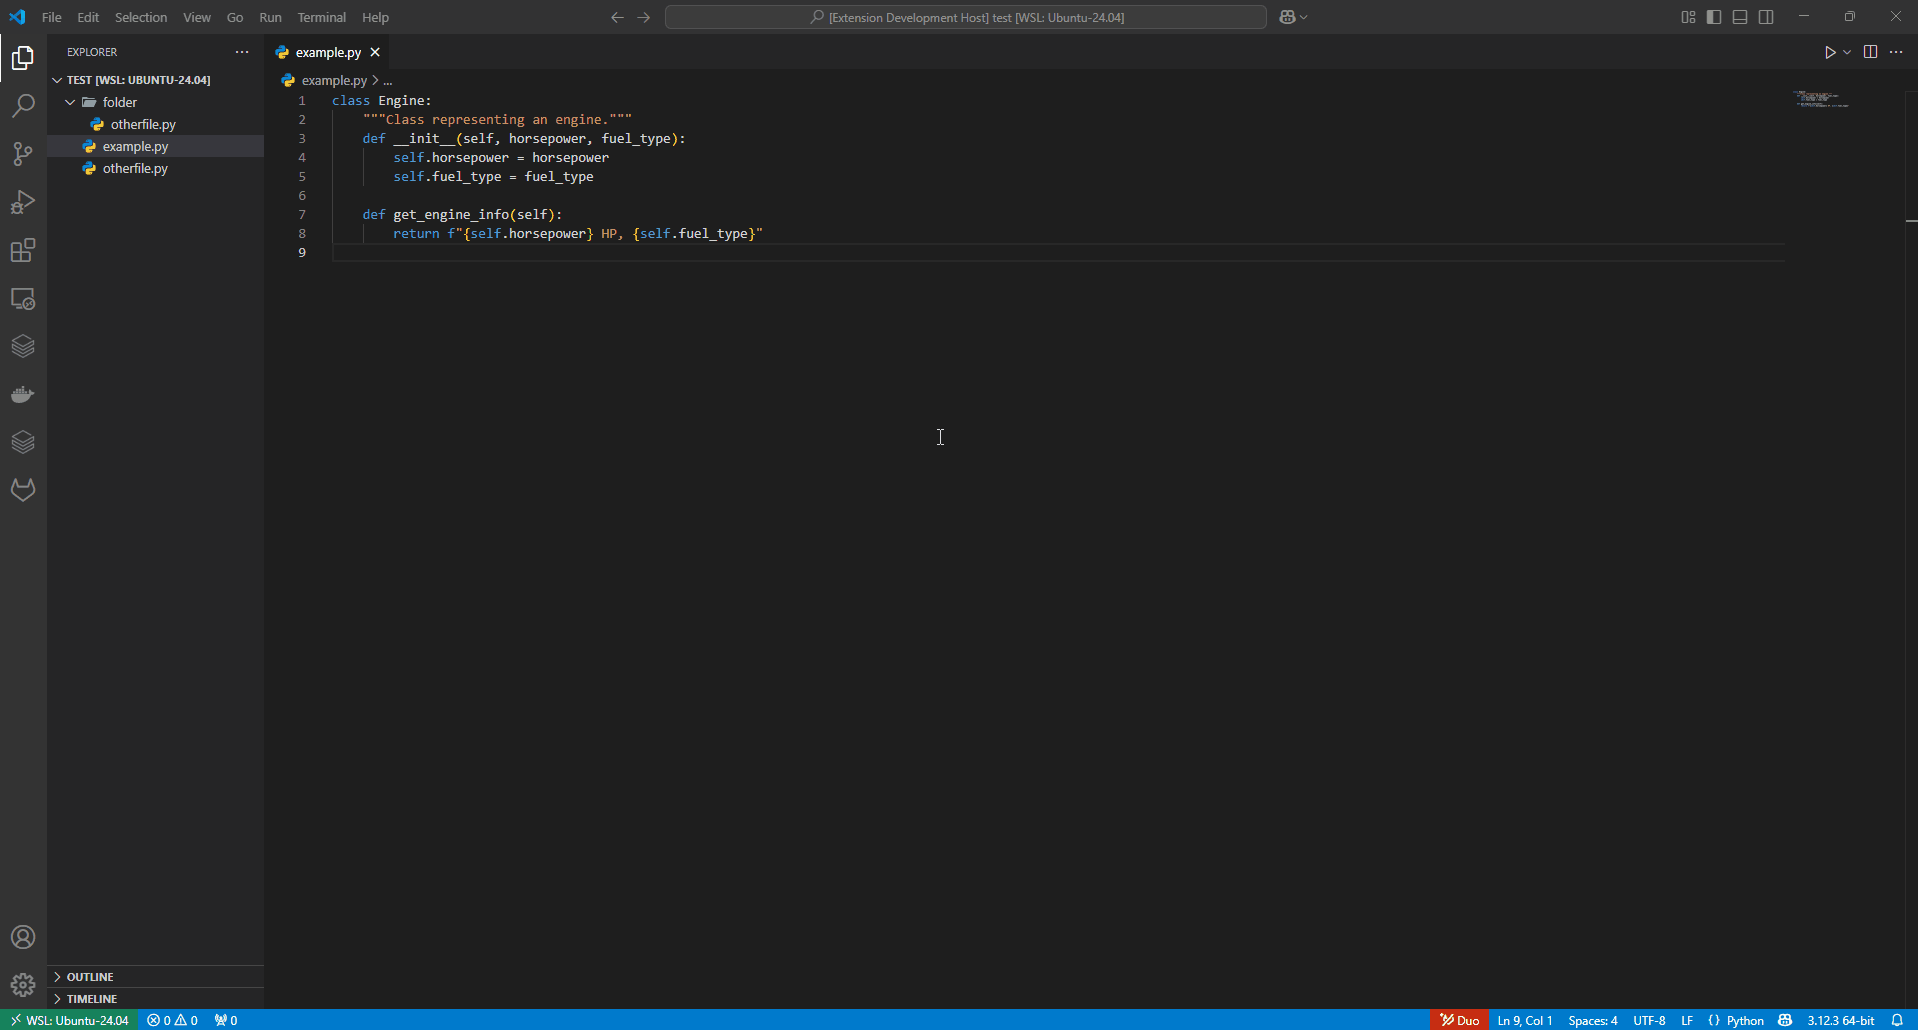 File Edit Selection View Go Run Terminal Help
[Extension Development Host] test [WSL: Ubuntu-24.04]
EXPLORER
TEST [WSL: UBUNTU-24.04]
folder
otherfile.py
example.py
otherfile.py
OUTLINE
TIMELINE
example.py
example.py > ...
1 class Engine:
2 """Class representing an engine."""
3 def __init__(self, horsepower, fuel_type):
4 self.horsepower = horsepower
5 self.fuel_type = fuel_type
6
7 def get_engine_info(self):
8 return f"{self.horsepower} HP, {self.fuel_type}"
9
WSL: Ubuntu-24.04 0 0 0 Duo Ln 9, Col 1 Spaces: 4 UTF-8 LF {} Python 3.12.3 64-bit